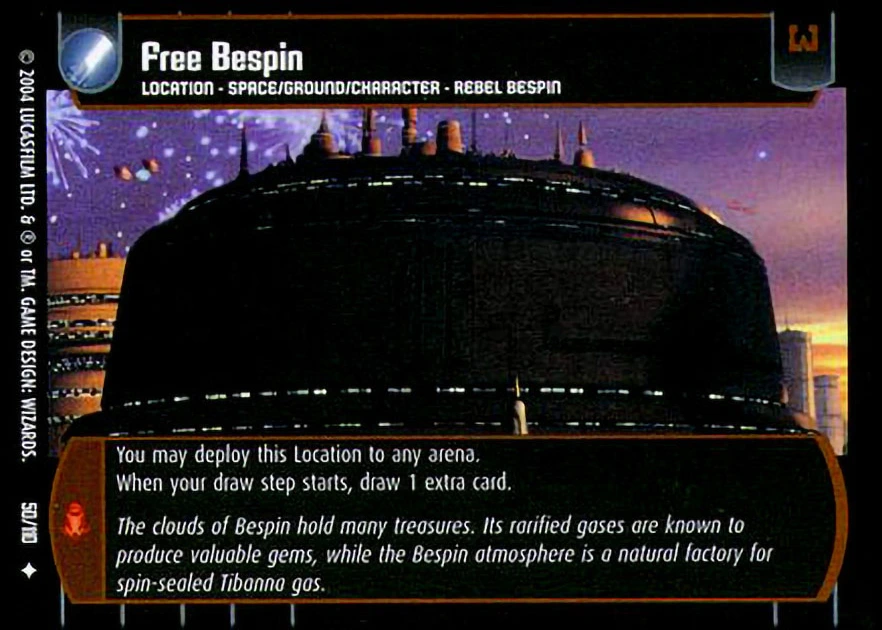 Free Bespin
LOCATION - SPACE/GROUND/CHARACTER - REBEL BESPIN
You may deploy this Location to any arena.
When your draw step starts, draw 1 extra card.
The clouds of Bespin hold many treasures. Its rarified gases are known to
produce valuable gems, while the Bespin atmosphere is a natural factory for
spin-sealed Tibanna gas.
© 2004 LUCASFILM LTD. & ® or TM. GAME DESIGN: WIZARDS.
50/110